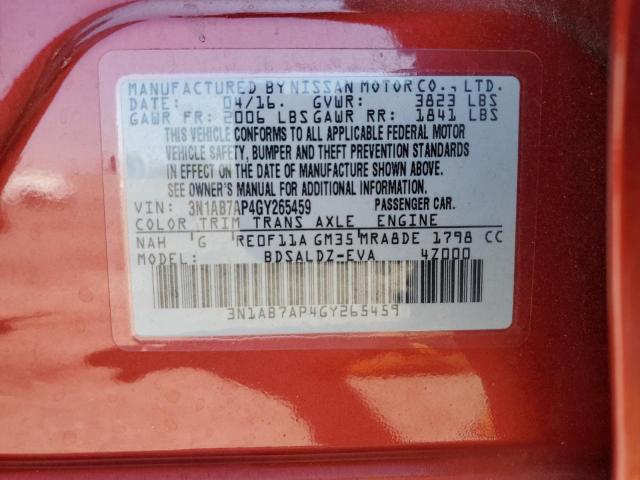 MANUFACTURED BY NISSAN MOTOR CO., LTD.
DATE: 04/16. GVWR: 3823 LBS
GAWR FR: 2006 LBS GAWR RR: 1841 LBS
THIS VEHICLE CONFORMS TO ALL APPLICABLE FEDERAL MOTOR
VEHICLE SAFETY, BUMPER AND THEFT PREVENTION STANDARDS
IN EFFECT ON THE DATE OF MANUFACTURE SHOWN ABOVE.
SEE OWNER'S MANUAL FOR ADDITIONAL INFORMATION.
VIN: 3N1AB7AP4GY265459 PASSENGER CAR.
COLOR TRIM TRANS AXLE ENGINE
NAH G RE0F11A GM35 MRA8DE 1798 CC
MODEL: BDSALDZ-EVA 4Z000
3N1AB7AP4GY265459